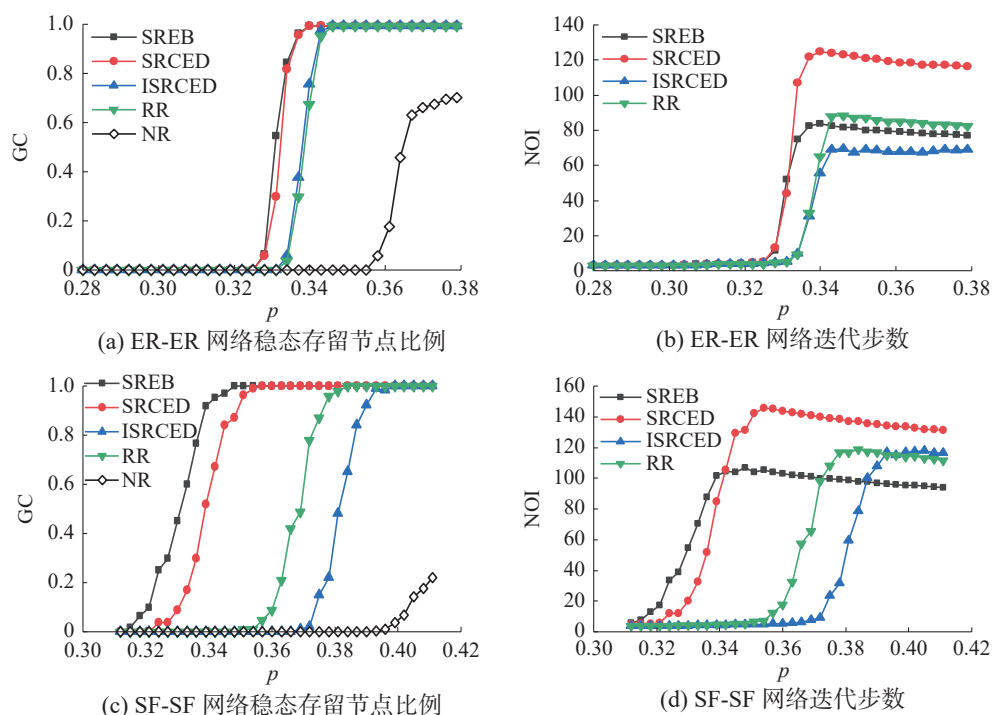 1.0
0.8
0.6
0.4
0.2
0
GC
SREB
SRCED
ISRCED
RR
NR
0.28 0.30 0.32 0.34 0.36 0.38
p
(a) ER-ER 网络稳态存留节点比例
140
120
100
80
60
40
20
0
NOI
SREB
SRCED
ISRCED
RR
0.28 0.30 0.32 0.34 0.36 0.38
p
(b) ER-ER 网络迭代步数
1.0
0.8
0.6
0.4
0.2
0
GC
SREB
SRCED
ISRCED
RR
NR
0.30 0.32 0.34 0.36 0.38 0.40 0.42
p
(c) SF-SF 网络稳态存留节点比例
160
140
120
100
80
60
40
20
0
NOI
SREB
SRCED
ISRCED
RR
0.30 0.32 0.34 0.36 0.38 0.40 0.42
p
(d) SF-SF 网络迭代步数